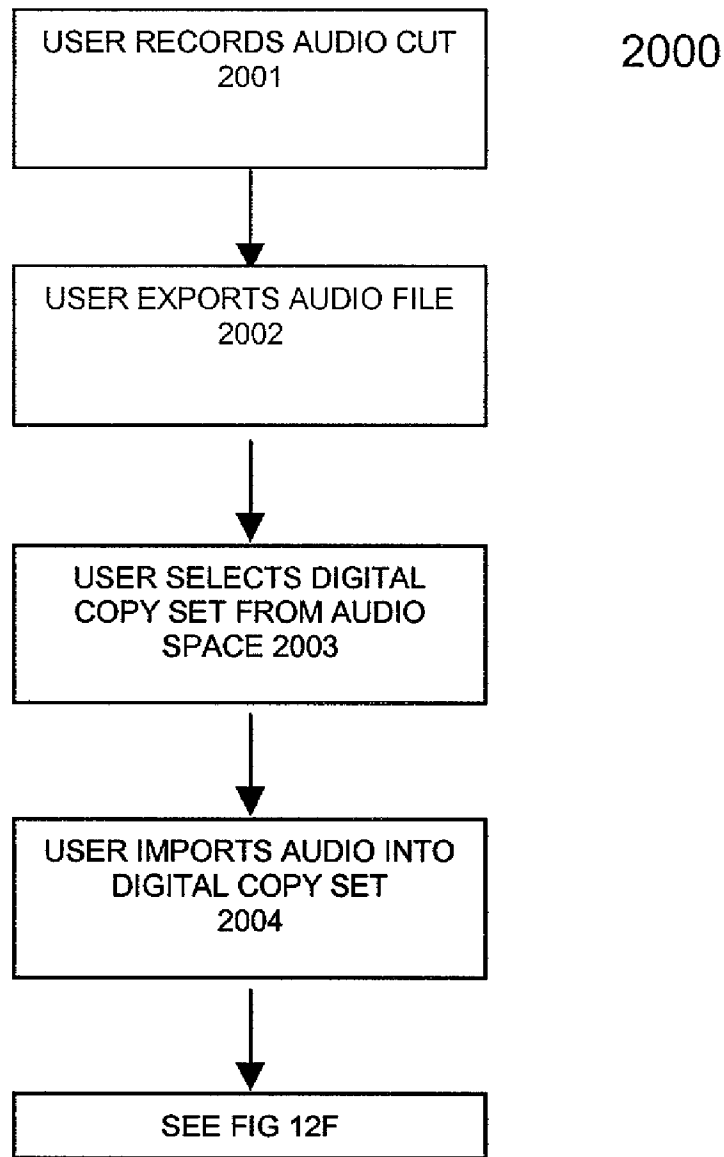 USER RECORDS AUDIO CUT
2001
2000
USER EXPORTS AUDIO FILE
2002
USER SELECTS DIGITAL
COPY SET FROM AUDIO
SPACE 2003
USER IMPORTS AUDIO INTO
DIGITAL COPY SET
2004
SEE FIG 12F